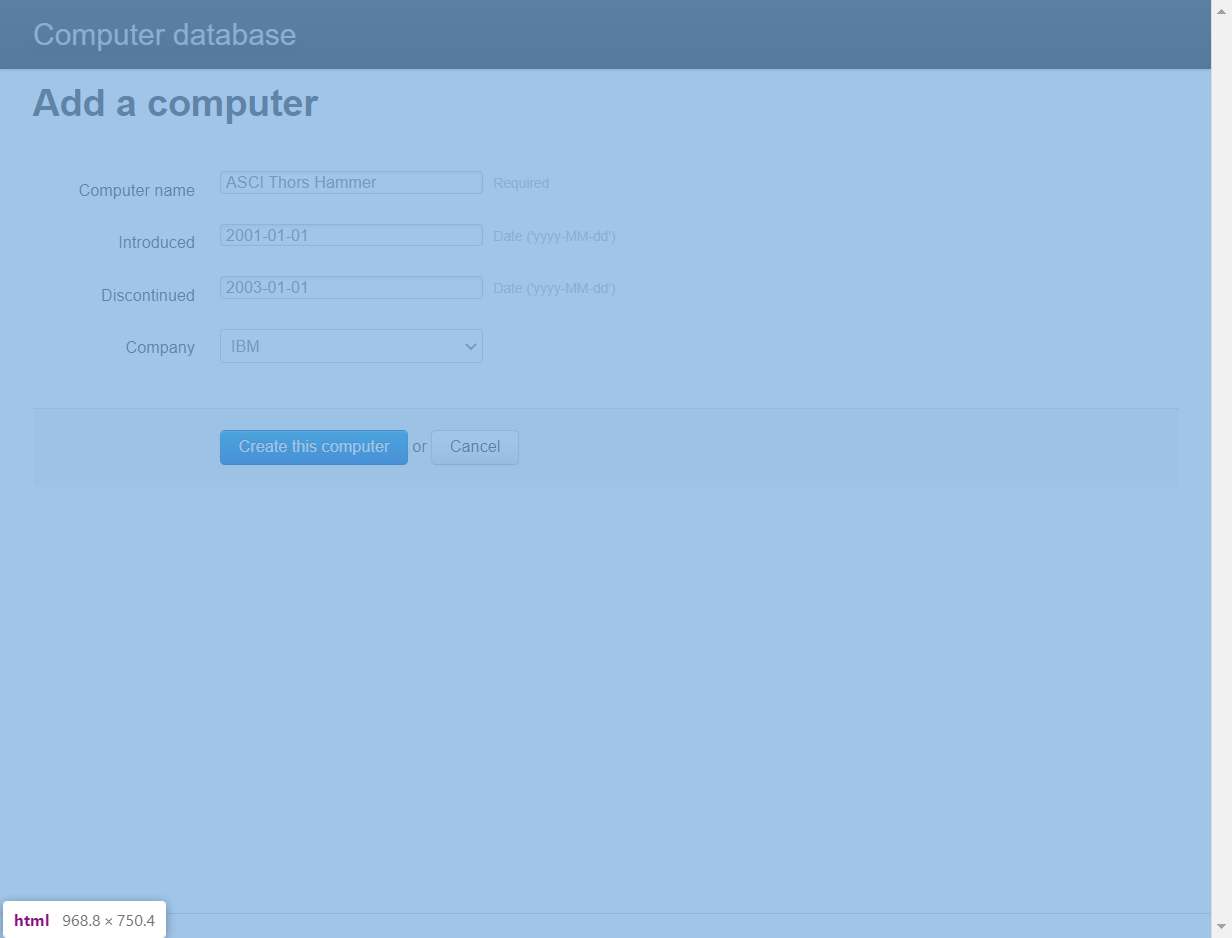 Computer database
Add a computer
Computer name ASCI Thors Hammer Required
Introduced 2001-01-01 Date ('yyyy-MM-dd')
Discontinued 2003-01-01 Date ('yyyy-MM-dd')
Company IBM
Create this computer or Cancel
html 968.8 × 750.4